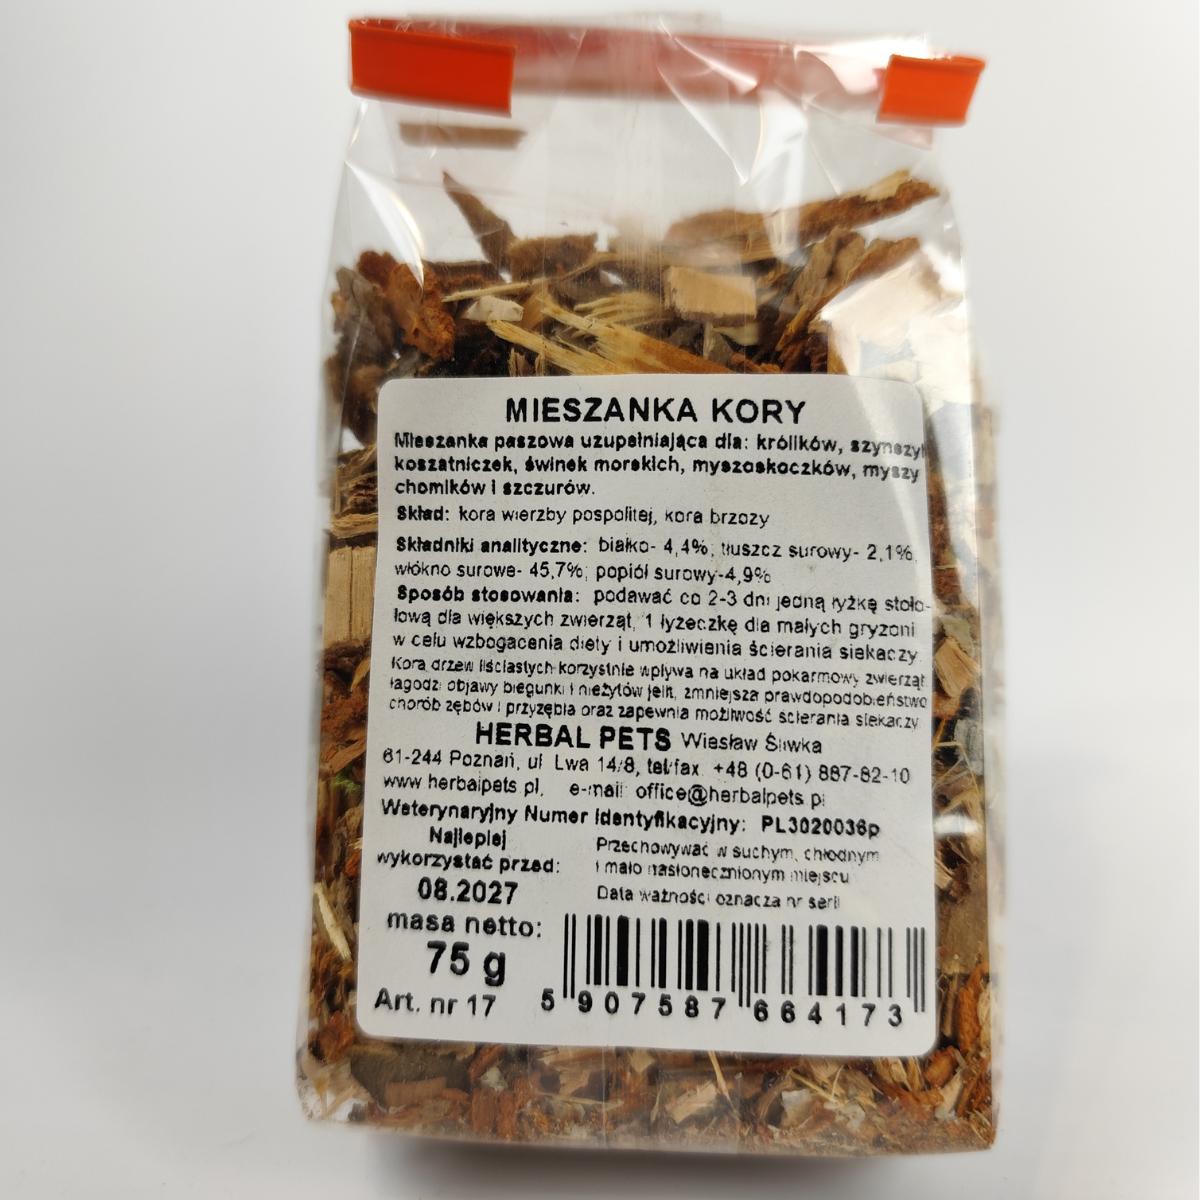 MIESZANKA KORY
Mieszanka paszowa uzupełniająca dla: królików, szynszyl
koszatniczek, świnek morskich, myszoskoczków, myszy
chomików i szczurów.
Skład: kora wierzby pospolitej, kora brzozy
Składniki analityczne: białko- 4,4%; tłuszcz surowy- 2,1%,
włókno surowe- 45,7%; popiół surowy-4,9%
Sposób stosowania: podawać co 2-3 dni jedną łyżkę stoło-
łową dla większych zwierząt, 1 łyżeczkę dla małych gryzoni
w celu wzbogacenia diety i umożliwienia ścierania siekaczy.
Kora drzew liściastych korzystnie wpływa na układ pokarmowy zwierząt,
łagodzi objawy biegunki i nieżytów jelit, zmniejsza prawdopodobieństwo
chorób zębów i przyzębia oraz zapewnia możliwość ścierania siekaczy.
HERBAL PETS Wiesław Śliwka
61-244 Poznań, ul. Lwa 14/8, tel/fax. +48 (0-61) 887-82-10
www.herbalpets.pl, e-mail: office@herbalpets.pl
Weterynaryjny Numer Identyfikacyjny: PL3020036p
Najlepiej
wykorzystać przed:
08.2027
Przechowywać w suchym, chłodnym
i mało nasłonecznionym miejscu
Data ważności oznacza nr serii
masa netto:
75 g
Art. nr 17
5 907587 664173